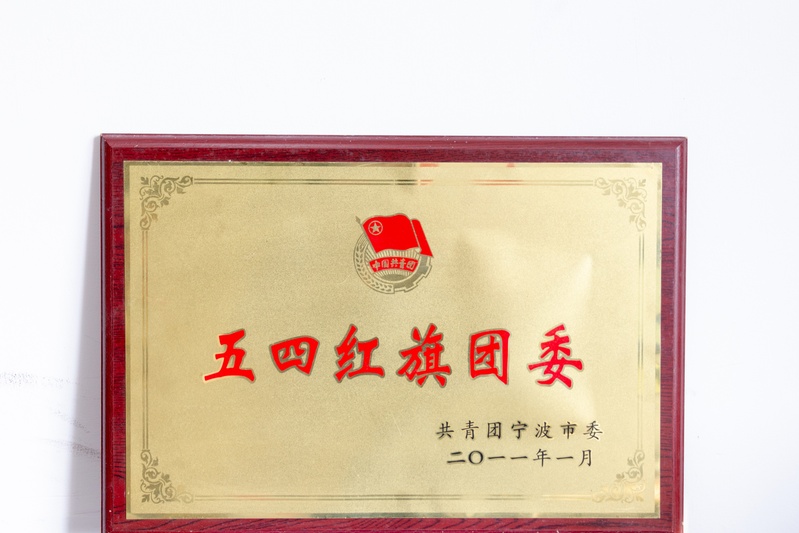 中国共青团
五四红旗团委
共青团宁波市委
二〇一一年一月